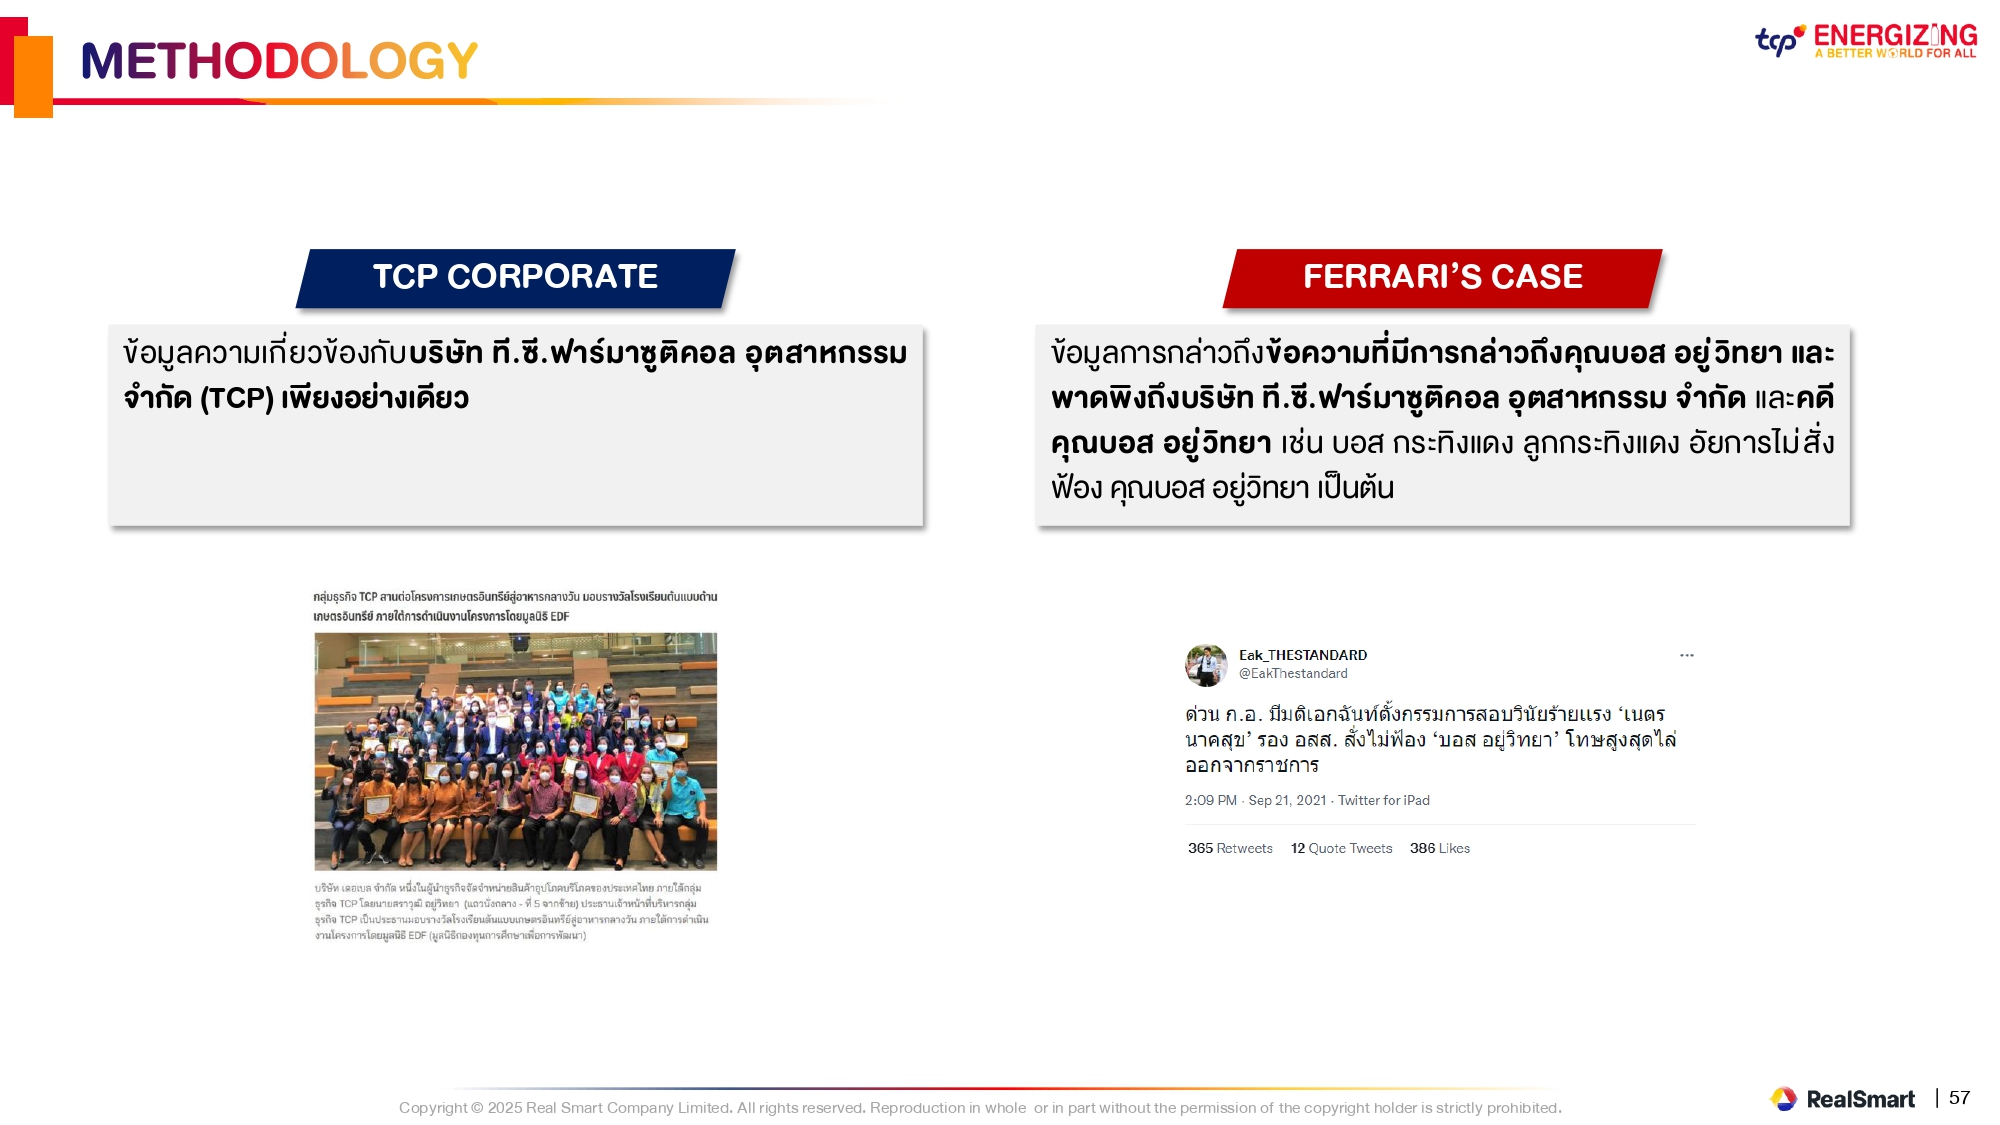 METHODOLOGY
tcp ENERGIZING
A BETTER WORLD FOR ALL
TCP CORPORATE
ข้อมูลความเกี่ยวข้องกับบริษัท ที.ซี.ฟาร์มาซูติคอล อุตสาหกรรม
จำกัด (TCP) เพียงอย่างเดียว
กลุ่มธุรกิจ TCP สานต่อโครงการเกษตรอินทรีย์สู่อาหารกลางวัน มอบรางวัลโรงเรียนต้นแบบด้าน
เกษตรอินทรีย์ ภายใต้การดำเนินงานโครงการโดยมูลนิธิ EDF
บริษัท เดอเบล จำกัด หนึ่งในผู้นำธุรกิจจัดจำหน่ายสินค้าอุปโภคบริโภคของประเทศไทย ภายใต้กลุ่ม
ธุรกิจ TCP โดยนายสราวุฒิ อยู่วิทยา (แถวนั่งกลาง - ที่ 5 จากซ้าย) ประธานเจ้าหน้าที่บริหารกลุ่ม
ธุรกิจ TCP เป็นประธานมอบรางวัลโรงเรียนต้นแบบเกษตรอินทรีย์สู่อาหารกลางวัน ภายใต้การดำเนิน
งานโครงการโดยมูลนิธิ EDF (มูลนิธิกองทุนการศึกษาเพื่อการพัฒนา)
FERRARI’S CASE
ข้อมูลการกล่าวถึงข้อความที่มีการกล่าวถึงคุณบอส อยู่วิทยา และ
พาดพิงถึงบริษัท ที.ซี.ฟาร์มาซูติคอล อุตสาหกรรม จำกัด และคดี
คุณบอส อยู่วิทยา เช่น บอส กระทิงแดง ลูกกระทิงแดง อัยการไม่สั่ง
ฟ้อง คุณบอส อยู่วิทยา เป็นต้น
Eak_THESTANDARD
@EakThestandard
ด่วน ก.อ. มีมติเอกฉันท์ตั้งกรรมการสอบวินัยร้ายแรง ‘เนตร
นาคสุข’ รอง อสส. สั่งไม่ฟ้อง ‘บอส อยู่วิทยา’ โทษสูงสุดไล่
ออกจากราชการ
2:09 PM · Sep 21, 2021 · Twitter for iPad
365 Retweets 12 Quote Tweets 386 Likes
Copyright © 2025 Real Smart Company Limited. All rights reserved. Reproduction in whole or in part without the permission of the copyright holder is strictly prohibited.
RealSmart | 57